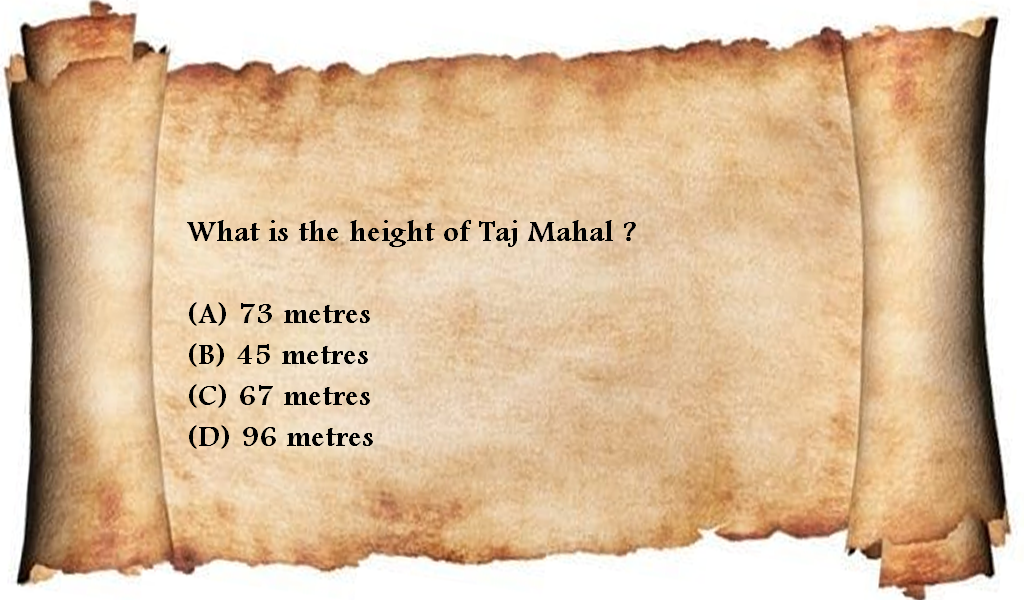 What is the height of Taj Mahal ?
(A) 73 metres
(B) 45 metres
(C) 67 metres
(D) 96 metres